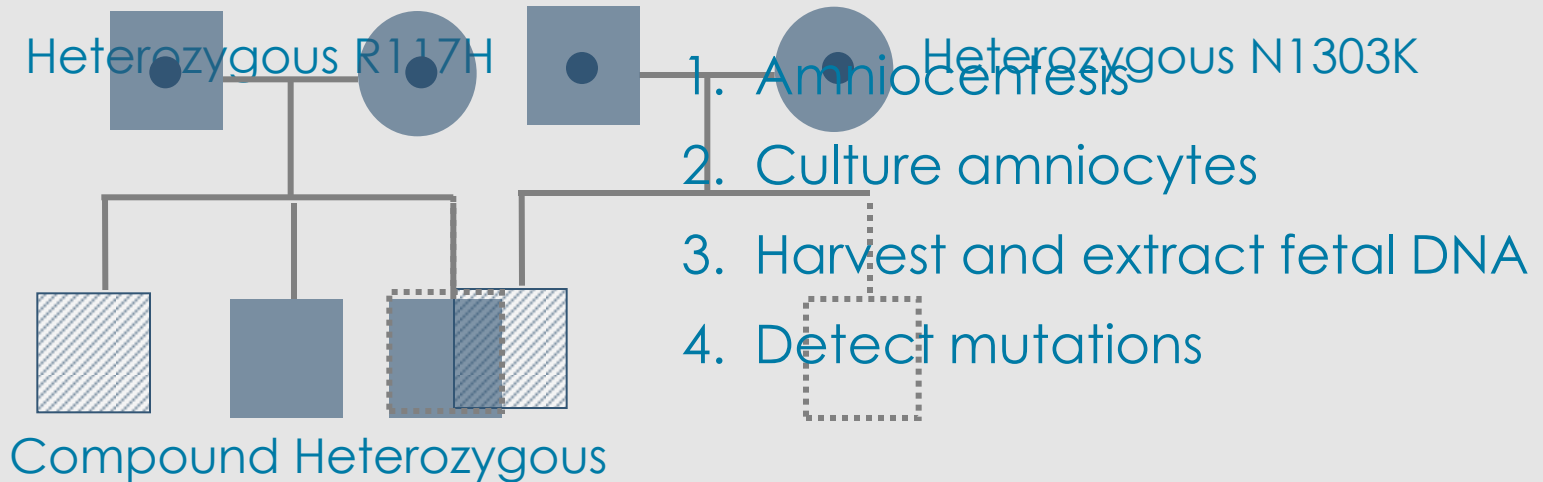 Heterozygous R117H
Heterozygous N1303K
1. Amniocentesis
2. Culture amniocytes
3. Harvest and extract fetal DNA
4. Detect mutations
Compound Heterozygous